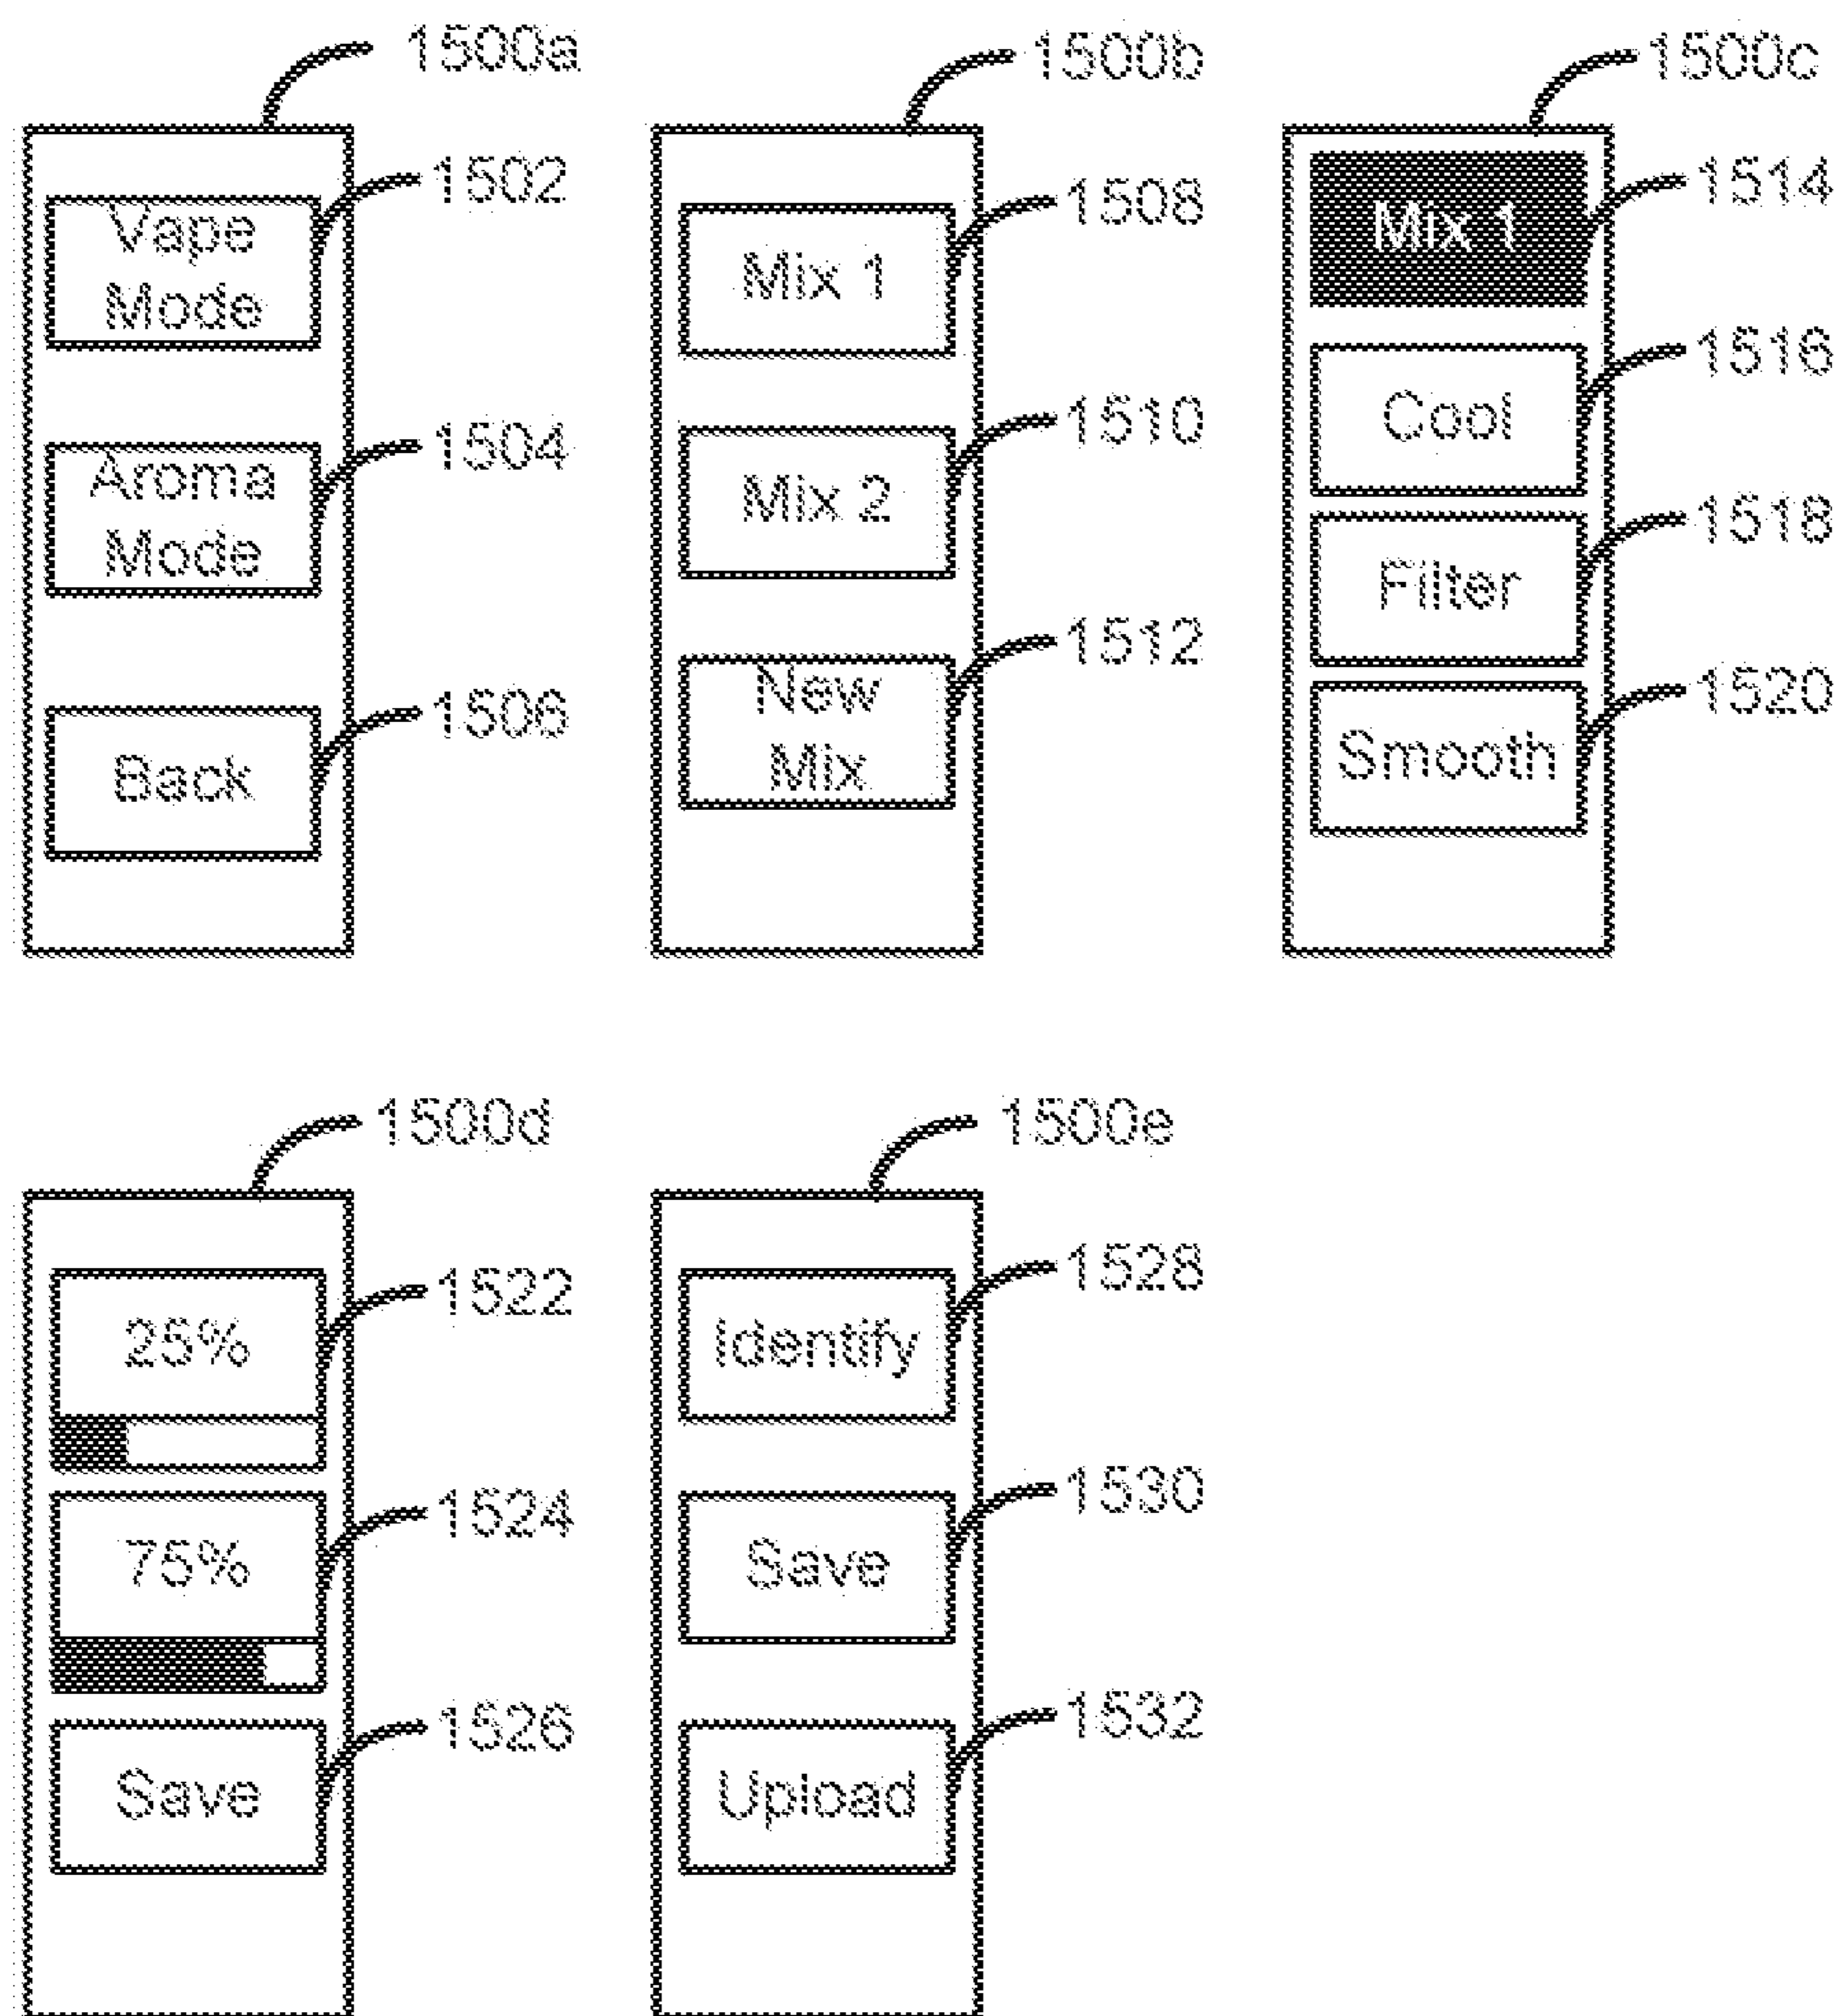 1500a
1500b
1500c
Vape
Mode
1502
Aroma
Mode
1504
Back
1506
Mix 1
1508
Mix 2
1510
New
Mix
1512
Mix 1
1514
Cool
1516
Filter
1518
Smooth
1520
1500d
1500e
25%
1522
75%
1524
Save
1526
Identify
1528
Save
1530
Upload
1532